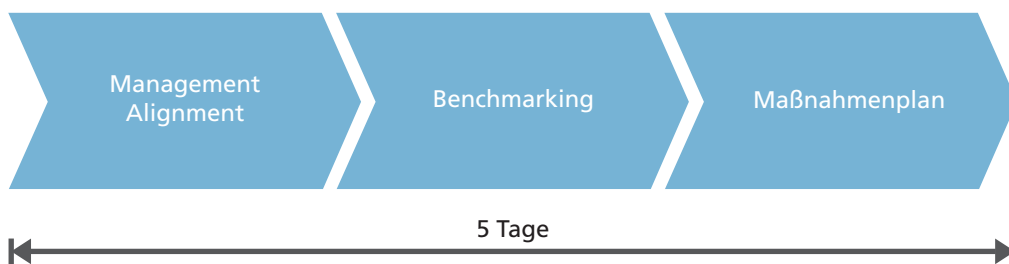 Management
Alignment
Benchmarking
Maßnahmenplan
5 Tage